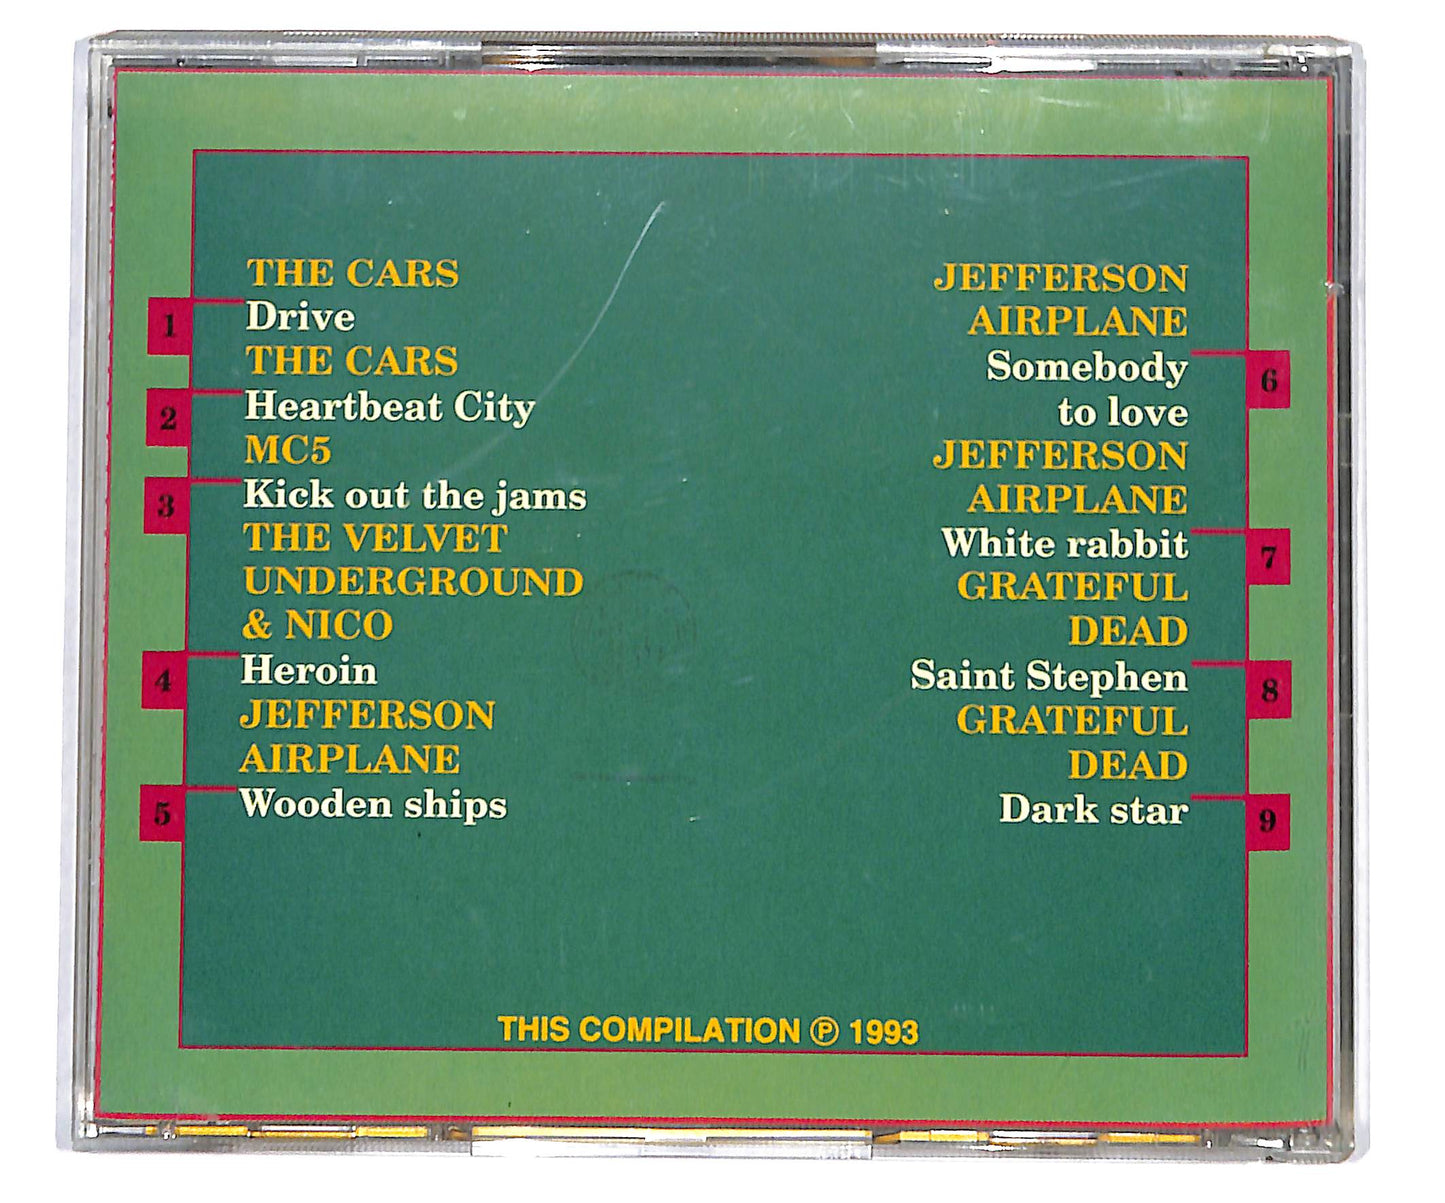 THE CARS
1 Drive
THE CARS
2 Heartbeat City
MC5
3 Kick out the jams
THE VELVET
UNDERGROUND
& NICO
4 Heroin
JEFFERSON
AIRPLANE
5 Wooden ships
JEFFERSON
AIRPLANE
Somebody 6
to love
JEFFERSON
AIRPLANE
White rabbit 7
GRATEFUL
DEAD
Saint Stephen 8
GRATEFUL
DEAD
Dark star 9
THIS COMPILATION ℗ 1993